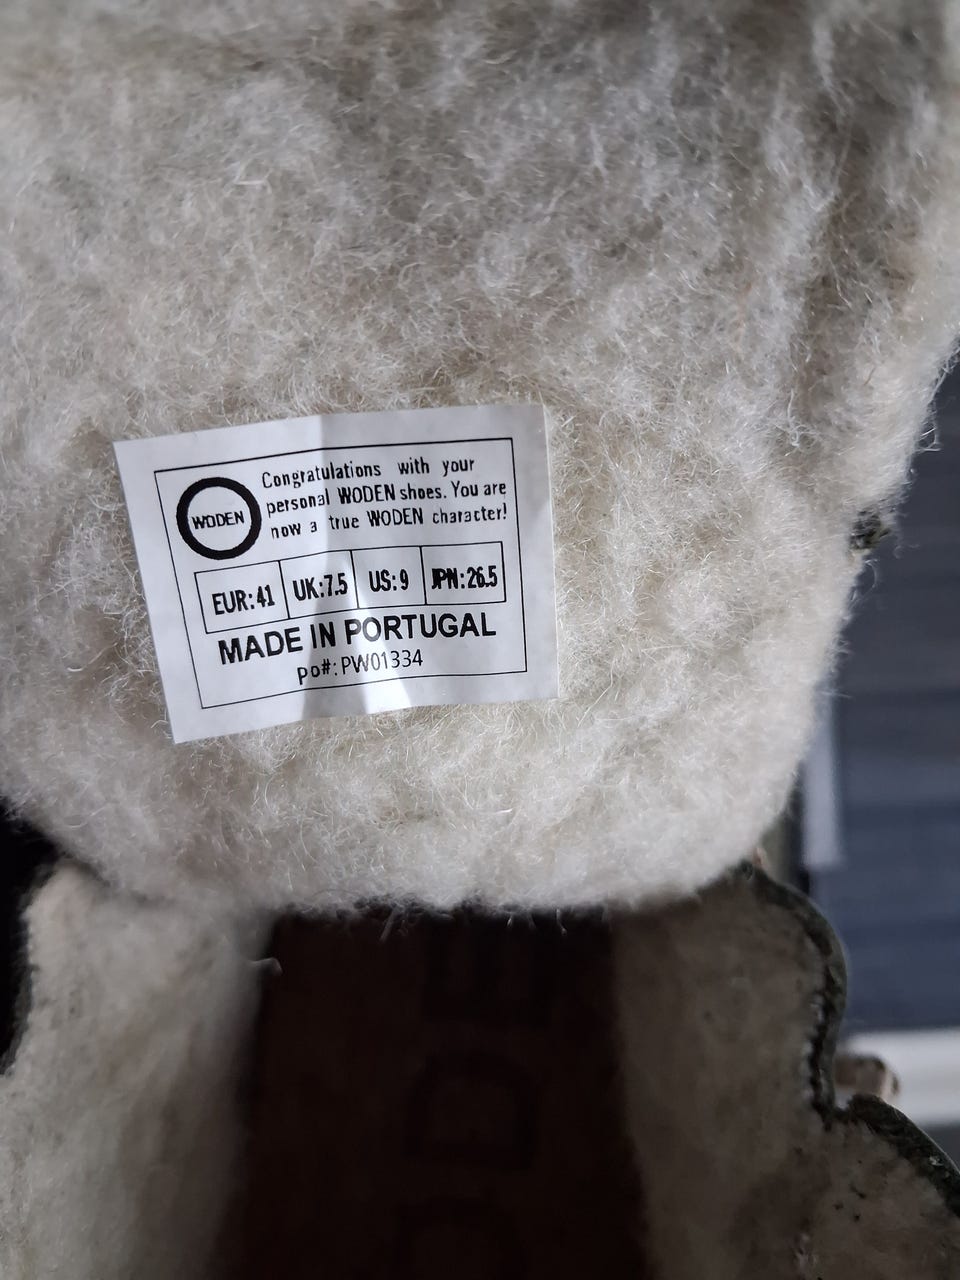 WODEN
Congratulations with your
personal WODEN shoes. You are
now a true WODEN character!
EUR:41 UK:7.5 US:9 JPN:26.5
MADE IN PORTUGAL
po#: PW01334